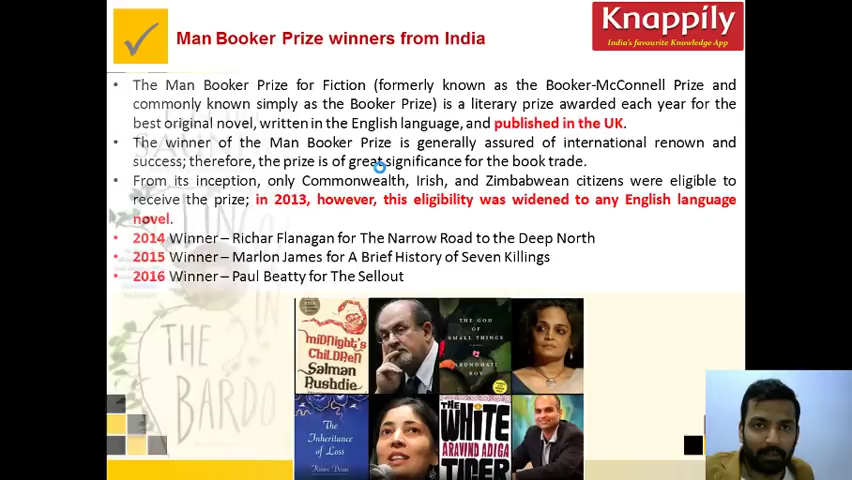 Man Booker Prize winners from India
Knappily
India's favourite Knowledge App
• The Man Booker Prize for Fiction (formerly known as the Booker-McConnell Prize and
commonly known simply as the Booker Prize) is a literary prize awarded each year for the
best original novel, written in the English language, and published in the UK.
• The winner of the Man Booker Prize is generally assured of international renown and
success; therefore, the prize is of great significance for the book trade.
• From its inception, only Commonwealth, Irish, and Zimbabwean citizens were eligible to
receive the prize; in 2013, however, this eligibility was widened to any English language
novel.
• 2014 Winner – Richar Flanagan for The Narrow Road to the Deep North
• 2015 Winner – Marlon James for A Brief History of Seven Killings
• 2016 Winner – Paul Beatty for The Sellout
IN
THE
BARDO
MiDNiGHT'S
CHiLDREN
Salman
Rushdie
THE GOD
OF
SMALL THINGS
ARUNDHATI
ROY
The
Inheritance
of Loss
Kiran Desai
THE
WHITE
ARAVIND ADIGA
TIGER